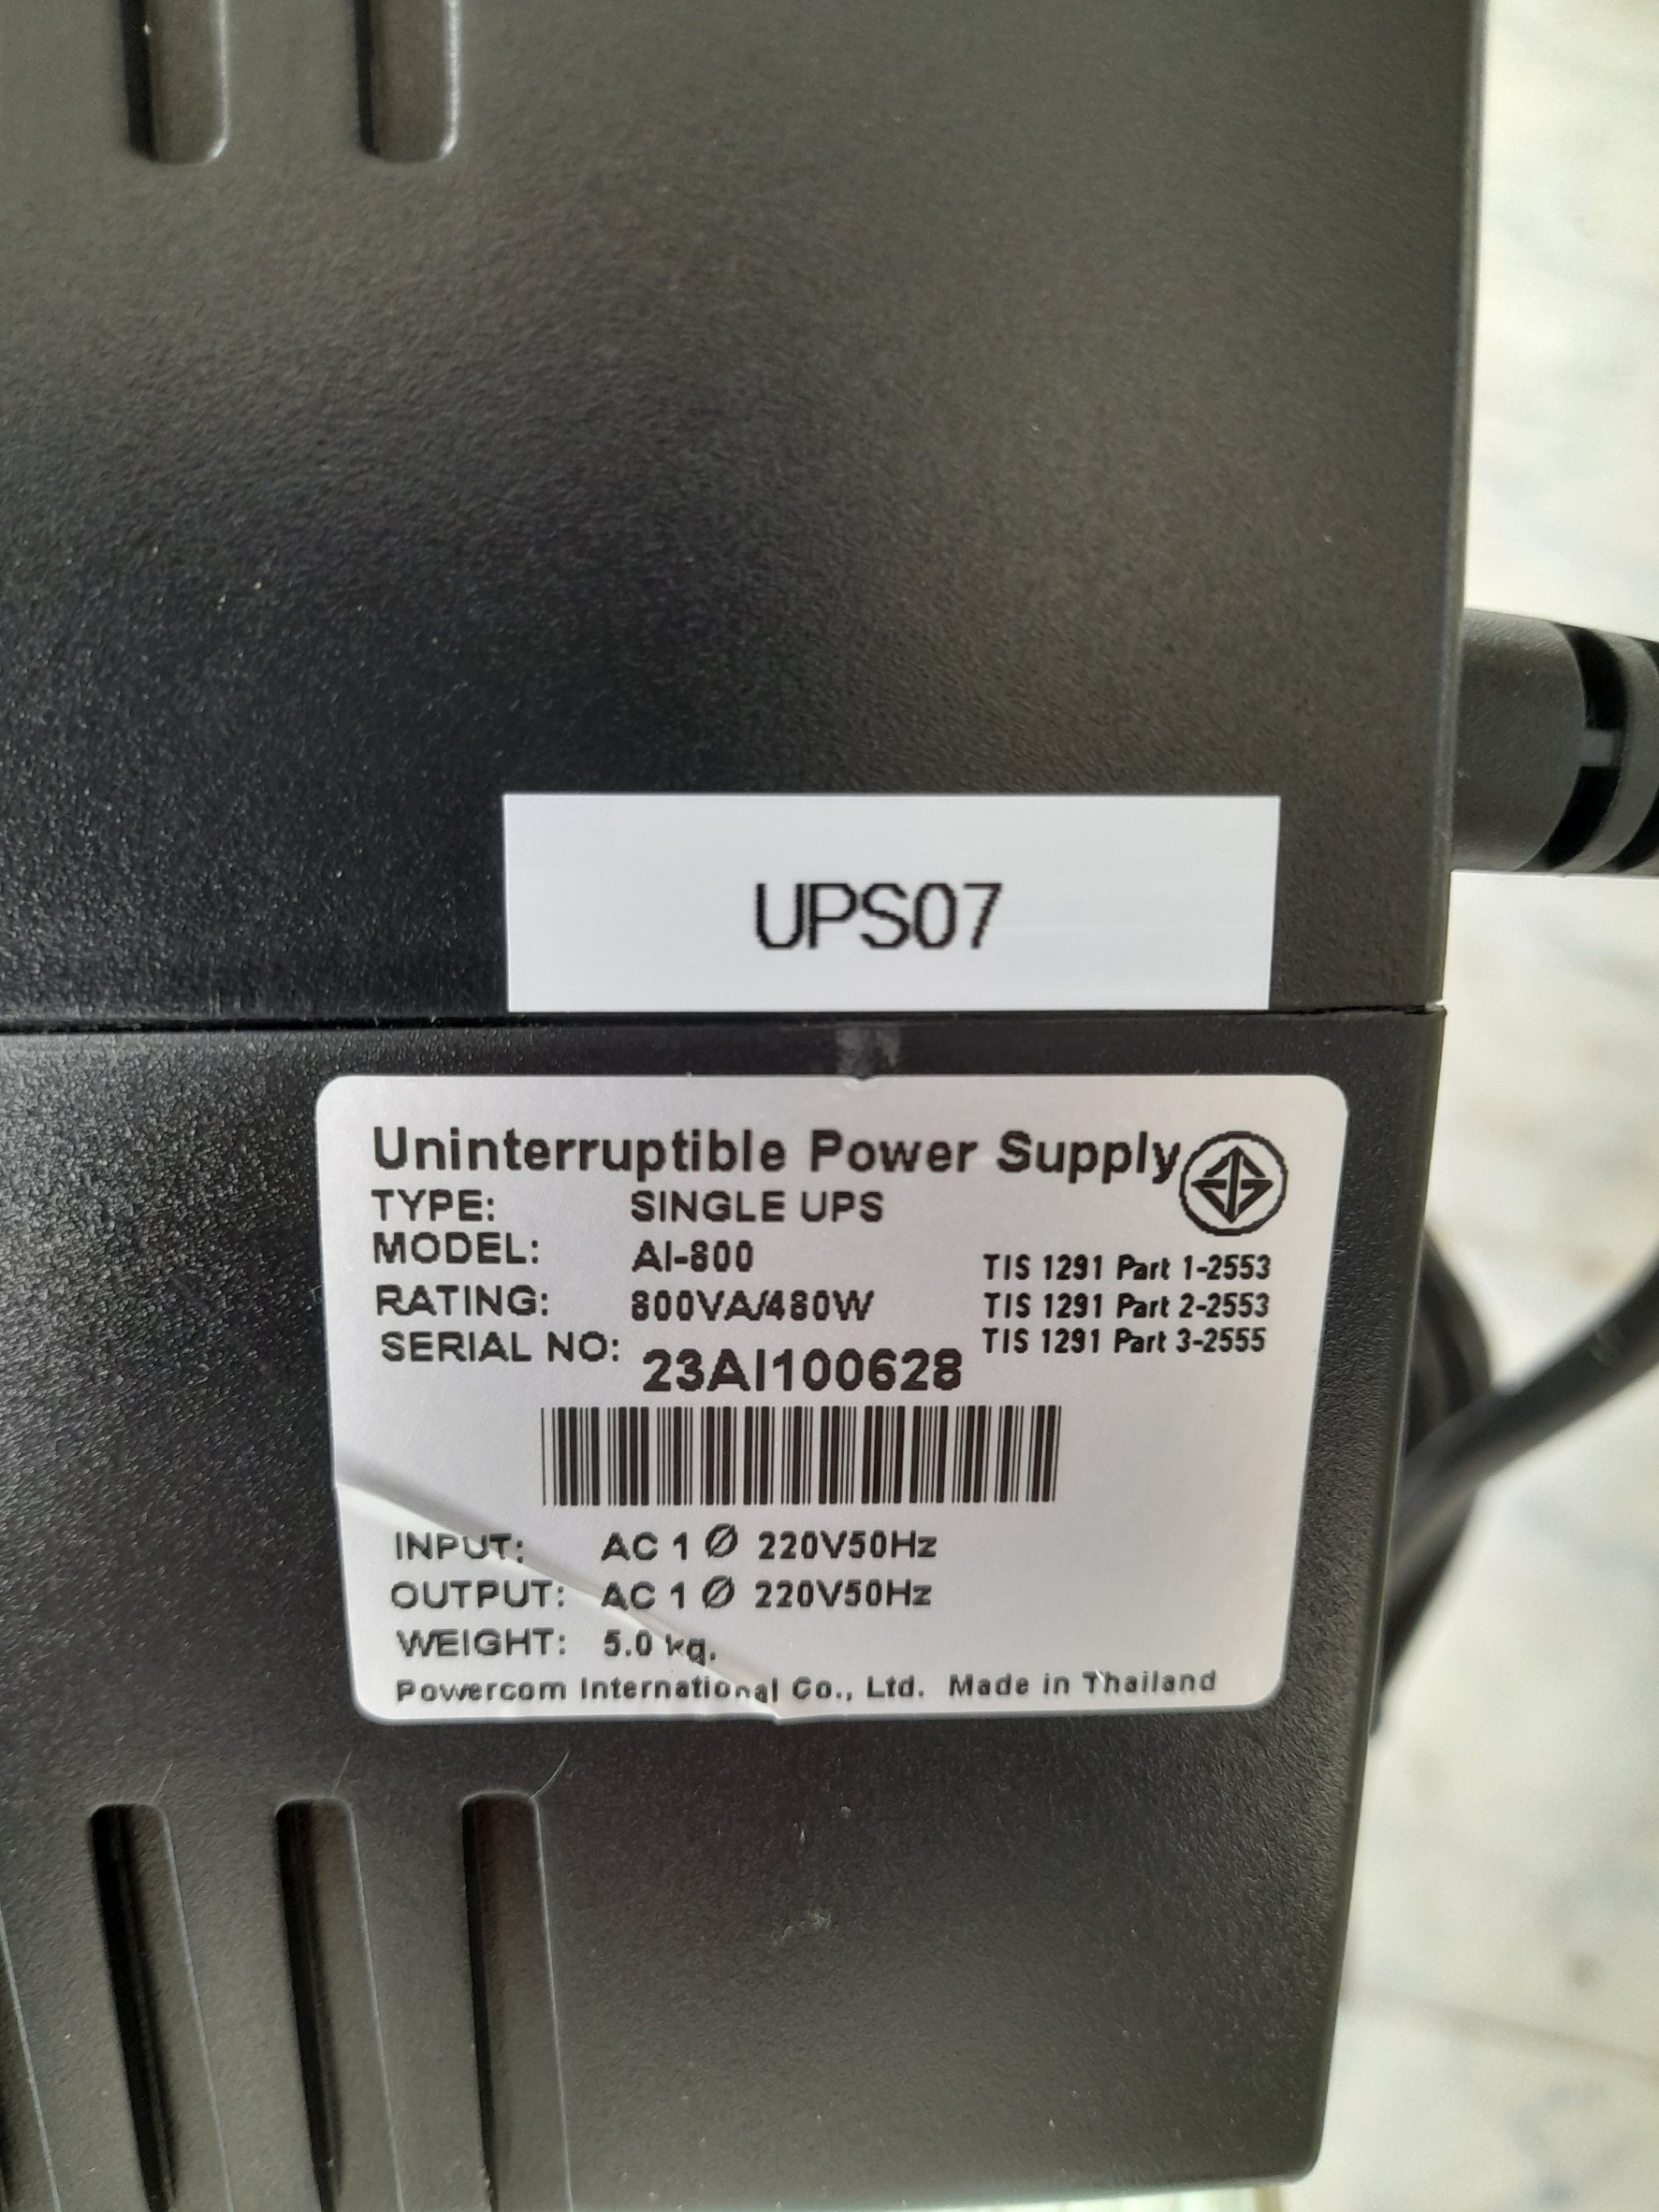 UPS07
Uninterruptible Power Supply
TYPE: SINGLE UPS
MODEL: AI-800
RATING: 800VA/480W
SERIAL NO: 23AI100628
TIS 1291 Part 1-2553
TIS 1291 Part 2-2553
TIS 1291 Part 3-2555
INPUT: AC 1 Ø 220V50Hz
OUTPUT: AC 1 Ø 220V50Hz
WEIGHT: 5.0 kg.
Powercom International Co., Ltd. Made in Thailand